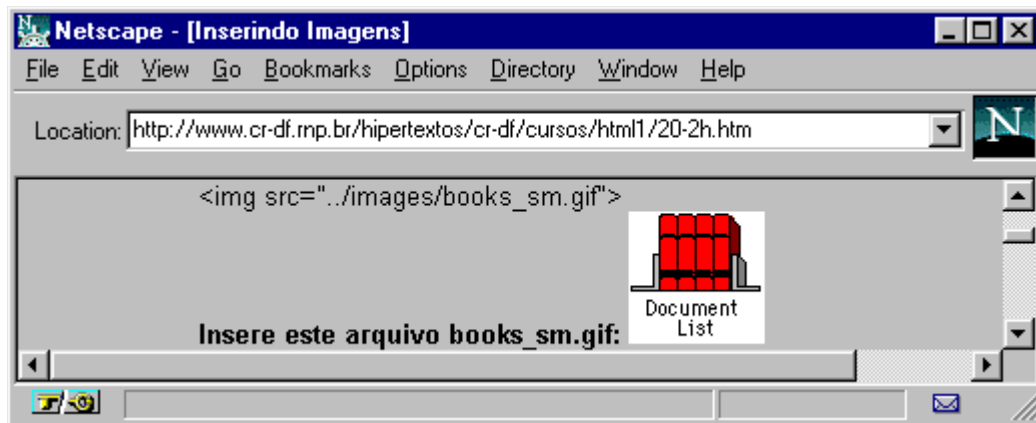 Netscape - [Inserindo Imagens]
File Edit View Go Bookmarks Options Directory Window Help
Location: http://www.cr-df.rnp.br/hipertextos/cr-df/cursos/html1/20-2h.htm
N
<img src="../images/books_sm.gif">
Document
List
Insere este arquivo books_sm.gif: